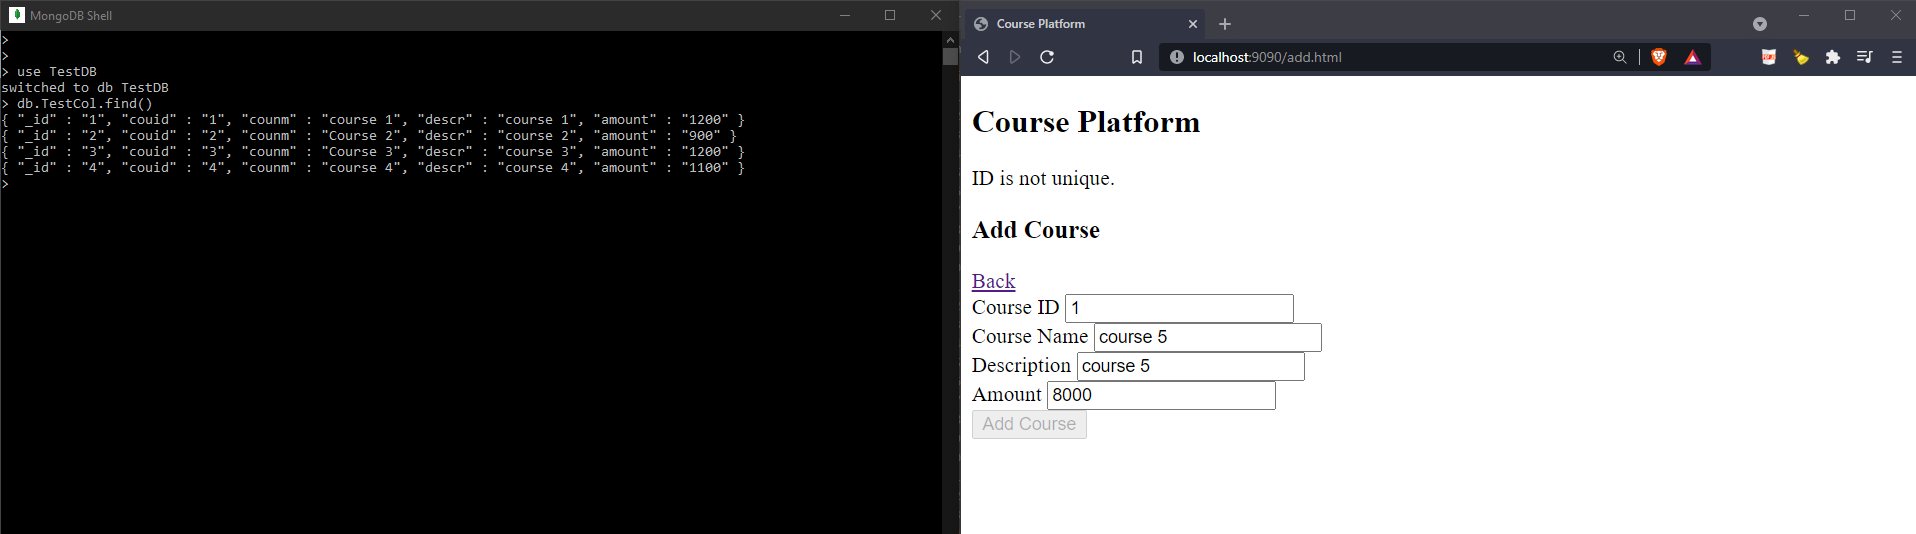 MongoDB Shell
>
>
> use TestDB
switched to db TestDB
> db.TestCol.find()
{ "_id" : "1", "couid" : "1", "counm" : "course 1", "descr" : "course 1", "amount" : "1200" }
{ "_id" : "2", "couid" : "2", "counm" : "Course 2", "descr" : "course 2", "amount" : "900" }
{ "_id" : "3", "couid" : "3", "counm" : "Course 3", "descr" : "course 3", "amount" : "1200" }
{ "_id" : "4", "couid" : "4", "counm" : "course 4", "descr" : "course 4", "amount" : "1100" }
>
Course Platform
localhost:9090/add.html
Course Platform
ID is not unique.
Add Course
Back
Course ID 1
Course Name course 5
Description course 5
Amount 8000
Add Course